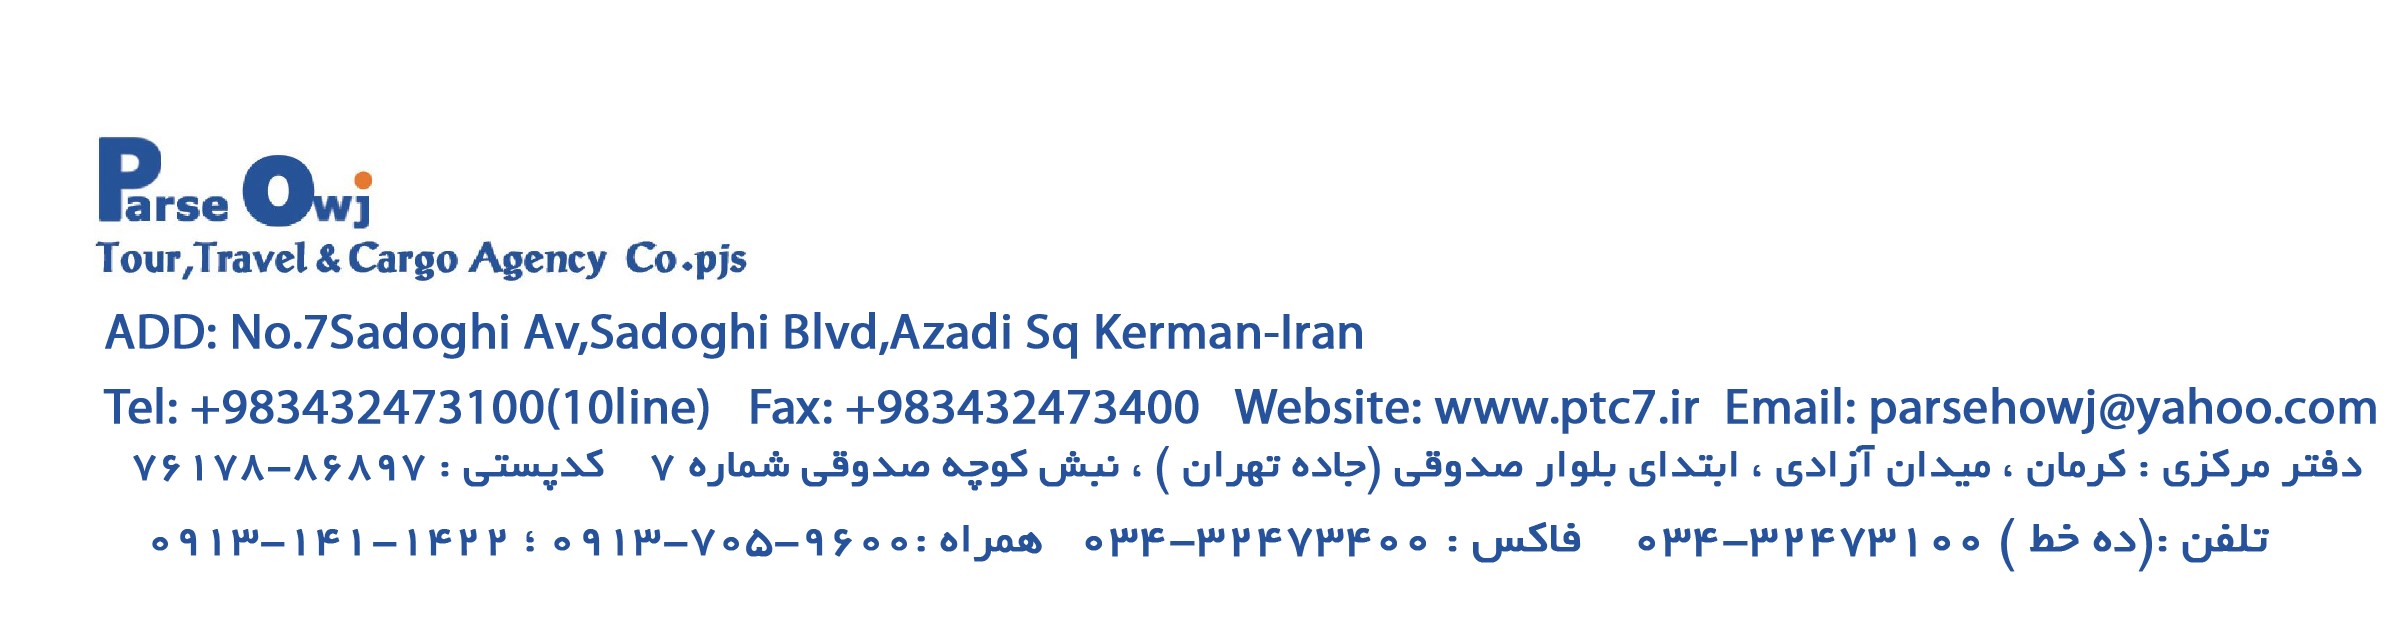 Parse Owj
Tour,Travel & Cargo Agency Co.pjs
ADD: No.7Sadoghi Av,Sadoghi Blvd,Azadi Sq Kerman-Iran
Tel: +983432473100(10line) Fax: +983432473400 Website: www.ptc7.ir Email: parsehowj@yahoo.com
دفتر مرکزی : کرمان ، میدان آزادی ، ابتدای بلوار صدوقی (جاده تهران ) ، نبش کوچه صدوقی شماره ۷ کدپستی : ۷۶۱۷۸-۸۶۸۹۷
تلفن :(ده خط ) ۰۳۴-۳۲۴۷۳۱۰۰ فاکس : ۰۳۴-۳۲۴۷۳۴۰۰ همراه :۰۹۱۳-۷۰۵-۹۶۰۰ ؛ ۰۹۱۳-۱۴۱-۱۴۲۲